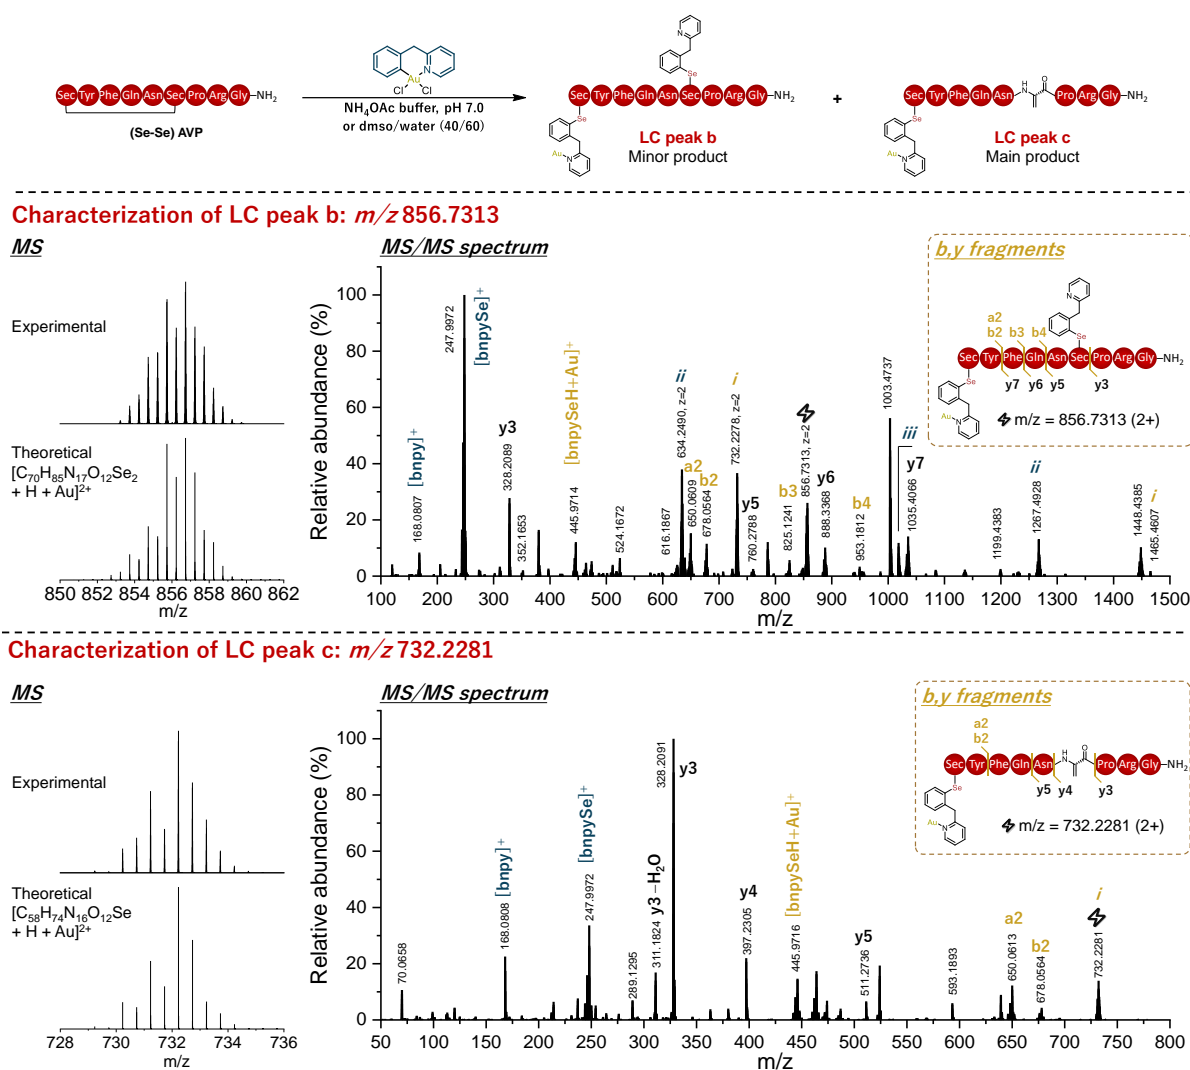 N
Au
Cl Cl
N
Se
Sec Tyr Phe Gln Asn Sec Pro Arg Gly NH2
(Se-Se) AVP
NH4OAc buffer, pH 7.0
or dmso/water (40/60)
Sec Tyr Phe Gln Asn Sec Pro Arg Gly NH2
Se
Au N
LC peak b
Minor product
+
Sec Tyr Phe Gln Asn N H O Pro Arg Gly NH2
Se
Au N
LC peak c
Main product
Characterization of LC peak b: m/z 856.7313
MS
Experimental
Theoretical
[C70H85N17O12Se2
+ H + Au]2+
850 852 854 856 858 860 862
m/z
MS/MS spectrum
Relative abundance (%)
100
80
60
40
20
0
[bnpy]+
168.0807
247.9972
[bnpySe]+
y3
328.2089
352.1653
[bnpySeH+Au]+
445.9714
524.1672
616.1867
ii
634.2490, z=2
a2
650.0609
b2
678.0564
i
732.2278, z=2
y5
760.2788
b3
825.1241
856.7313, z=2
y6
888.3368
b4
953.1812
1003.4737
iii
y7
1035.4066
1199.4383
ii
1267.4928
1448.4385
i
1465.4607
100 200 300 400 500 600 700 800 900 1000 1100 1200 1300 1400 1500
m/z
b,y fragments
N
Se
a2
b2 b3 b4
Sec Tyr Phe Gln Asn Sec Pro Arg Gly NH2
y7 y6 y5 y3
Se
Au N
m/z = 856.7313 (2+)
Characterization of LC peak c: m/z 732.2281
MS
Experimental
Theoretical
[C58H74N16O12Se
+ H + Au]2+
728 730 732 734 736
m/z
MS/MS spectrum
Relative abundance (%)
100
80
60
40
20
0
70.0658
168.0808 [bnpy]+
247.9972 [bnpySe]+
289.1295
311.1824 y3 –H2O
328.2091
y3
y4
397.2305
[bnpySeH+Au]+
445.9716
y5
511.2736
593.1893
a2
650.0613
b2
678.0564
i
732.2281
50 100 150 200 250 300 350 400 450 500 550 600 650 700 750 800
m/z
b,y fragments
a2
b2
Sec Tyr Phe Gln Asn H N O Pro Arg Gly NH2
y5 y4 y3
Se
Au N
m/z = 732.2281 (2+)